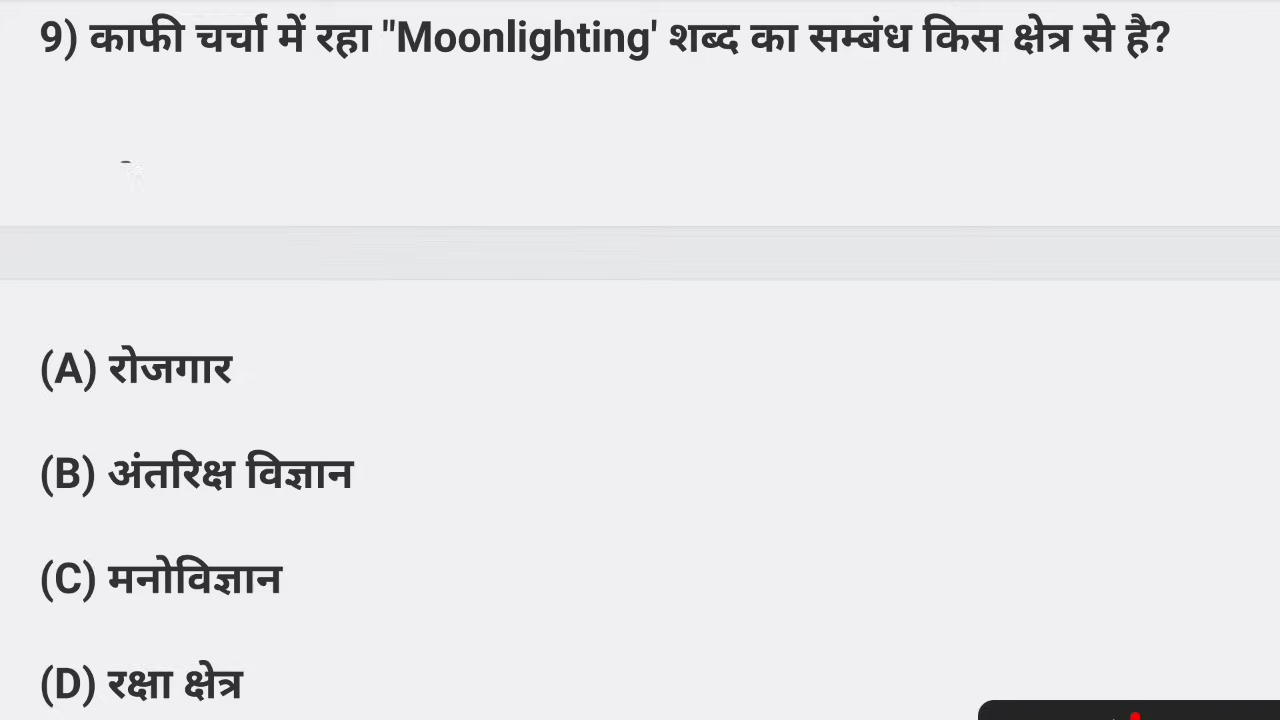 9) काफी चर्चा में रहा "Moonlighting' शब्द का सम्बंध किस क्षेत्र से है?
(A) रोजगार
(B) अंतरिक्ष विज्ञान
(C) मनोविज्ञान
(D) रक्षा क्षेत्र